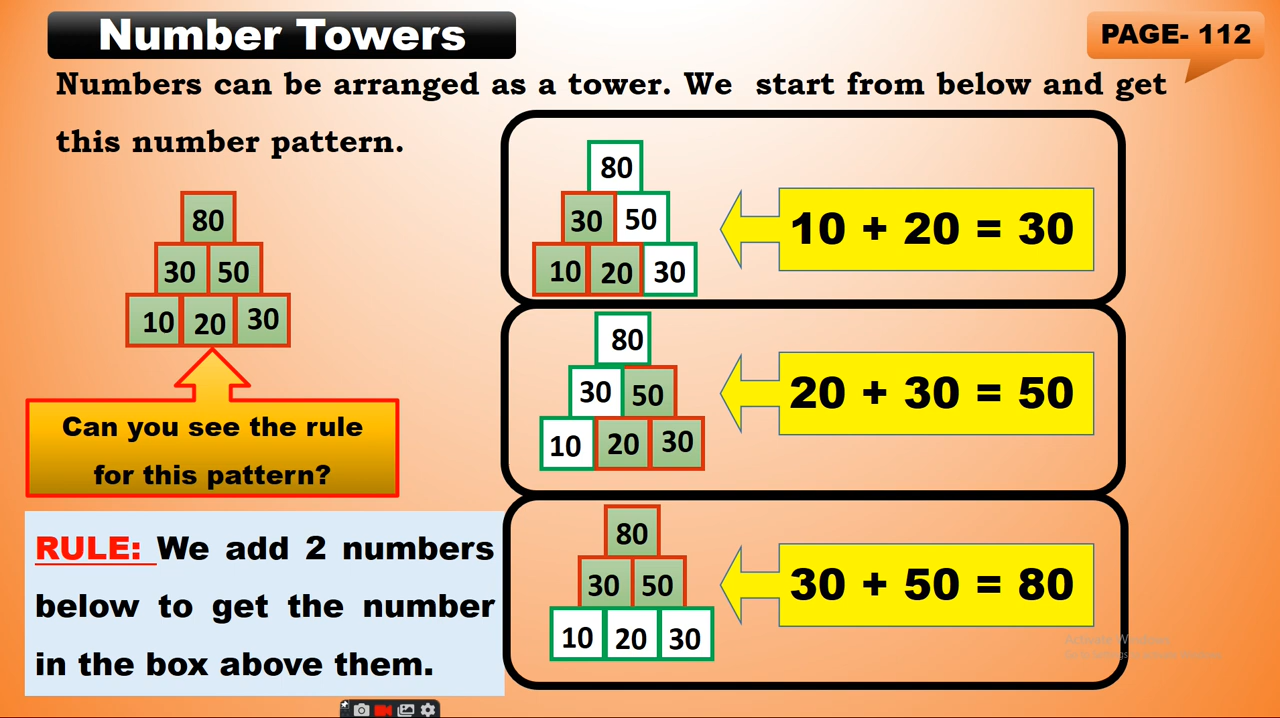 Number Towers
PAGE- 112
Numbers can be arranged as a tower. We start from below and get
this number pattern.
80
30 50
10 20 30
Can you see the rule
for this pattern?
RULE: We add 2 numbers
below to get the number
in the box above them.
80
30 50
10 20 30
10 + 20 = 30
80
30 50
10 20 30
20 + 30 = 50
80
30 50
10 20 30
30 + 50 = 80
Activate Windows